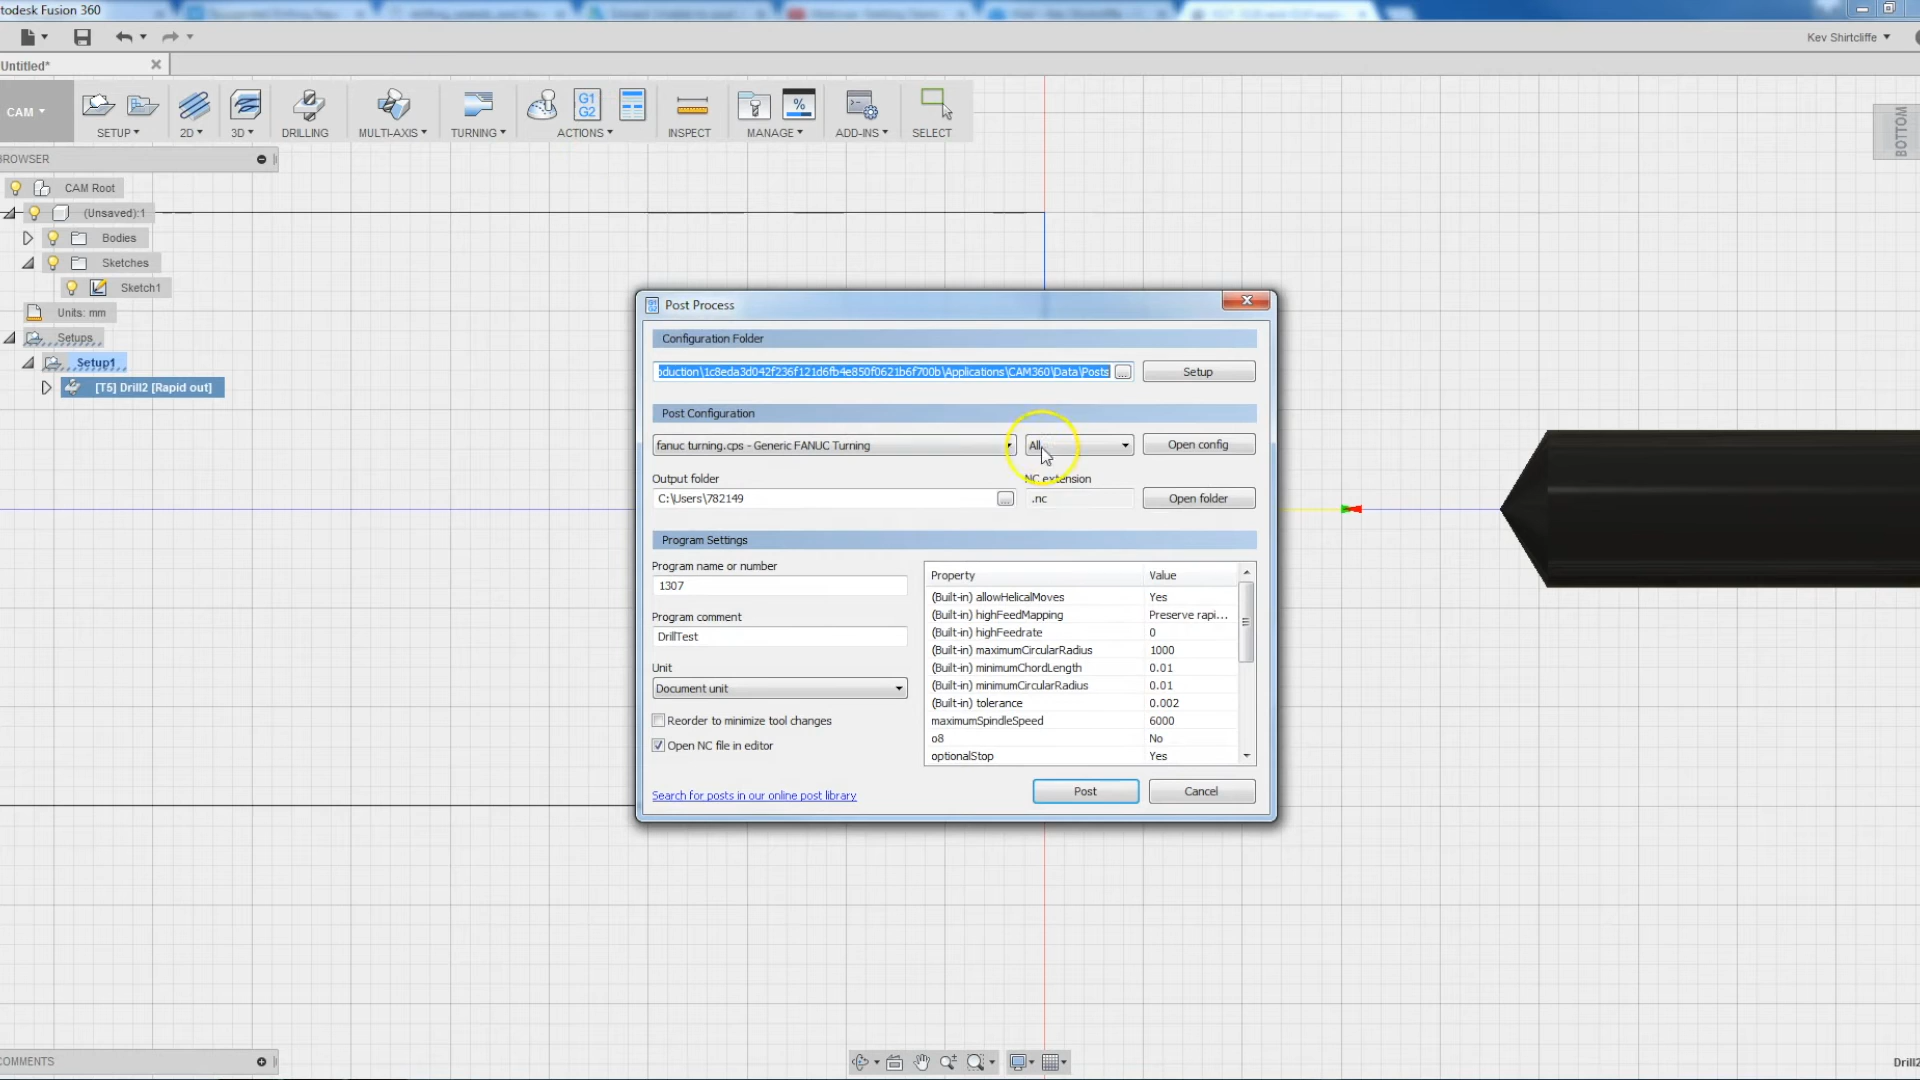 todesk Fusion 360
Kev Shirtcliffe
Untitled*
CAM
SETUP
2D
3D
DRILLING
MULTI-AXIS
TURNING
G1
G2
ACTIONS
INSPECT
%
MANAGE
ADD-INS
SELECT
BOTTOM
ROWSER
CAM Root
(Unsaved):1
Bodies
Sketches
Sketch1
Units: mm
Setups
Setup1
[T5] Drill2 [Rapid out]
Post Process
Configuration Folder
oduction\1c8eda3d042f236f121d6fb4e850f0621b6f700b\Applications\CAM360\Data\Posts
...
Setup
Post Configuration
fanuc turning.cps - Generic FANUC Turning
All
Open config
Output folder
NC extension
C:\Users\782149
...
.nc
Open folder
Program Settings
Program name or number
1307
Program comment
DrillTest
Unit
Document unit
Reorder to minimize tool changes
Open NC file in editor
Property Value
(Built-in) allowHelicalMoves Yes
(Built-in) highFeedMapping Preserve rapi...
(Built-in) highFeedrate 0
(Built-in) maximumCircularRadius 1000
(Built-in) minimumChordLength 0.01
(Built-in) minimumCircularRadius 0.01
(Built-in) tolerance 0.002
maximumSpindleSpeed 6000
o8 No
optionalStop Yes
Search for posts in our online post library
Post
Cancel
COMMENTS
Drill2